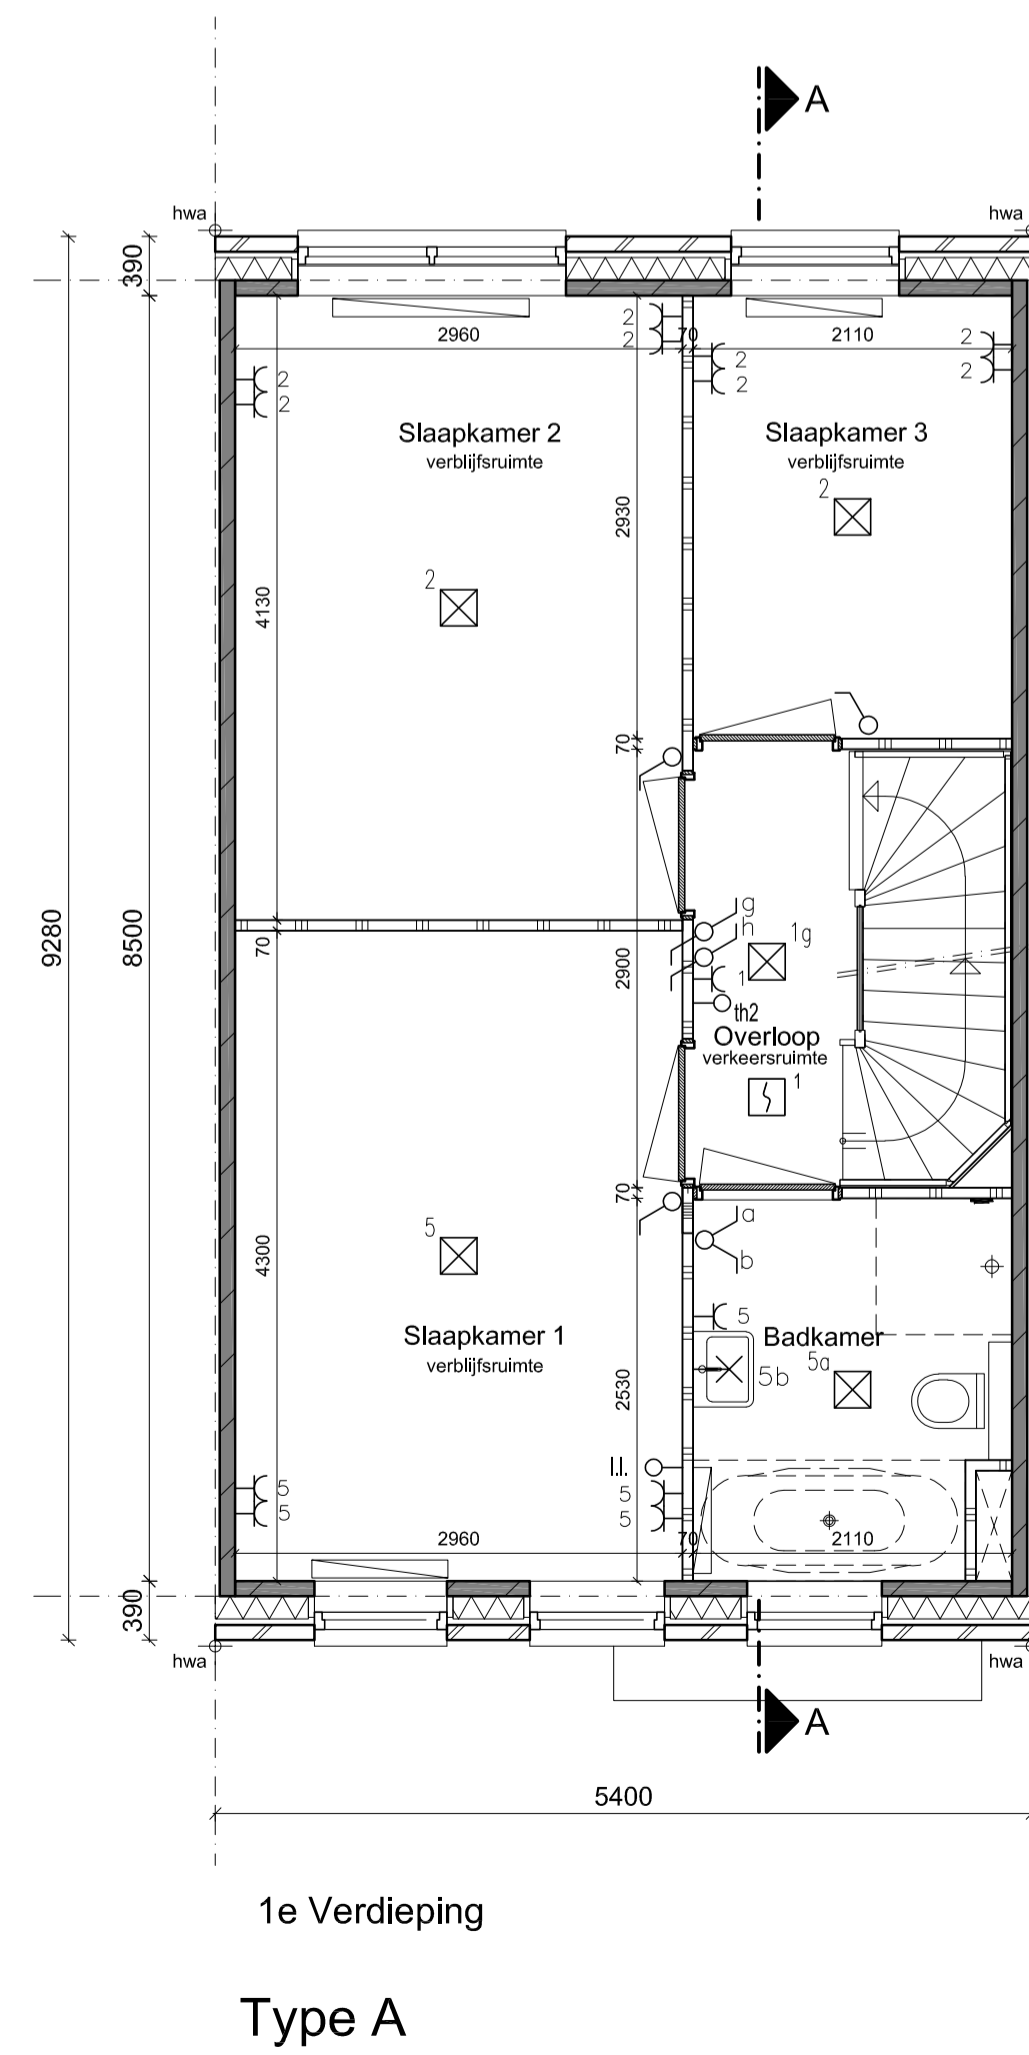 A
hwa
hwa
390
2960
70
2110
2
2
2
2
2
2
2
2
Slaapkamer 2
verblijfsruimte
Slaapkamer 3
verblijfsruimte
2
2
2930
4130
70
9280
8500
70
2900
g
h
1g
1
th2
Overloop
verkeersruimte
1
70
a
b
5
4300
5
Slaapkamer 1
verblijfsruimte
Badkamer
5a
5b
2530
I.I.
5
5
5
5
2960
70
2110
390
hwa
hwa
A
5400
1e Verdieping
Type A